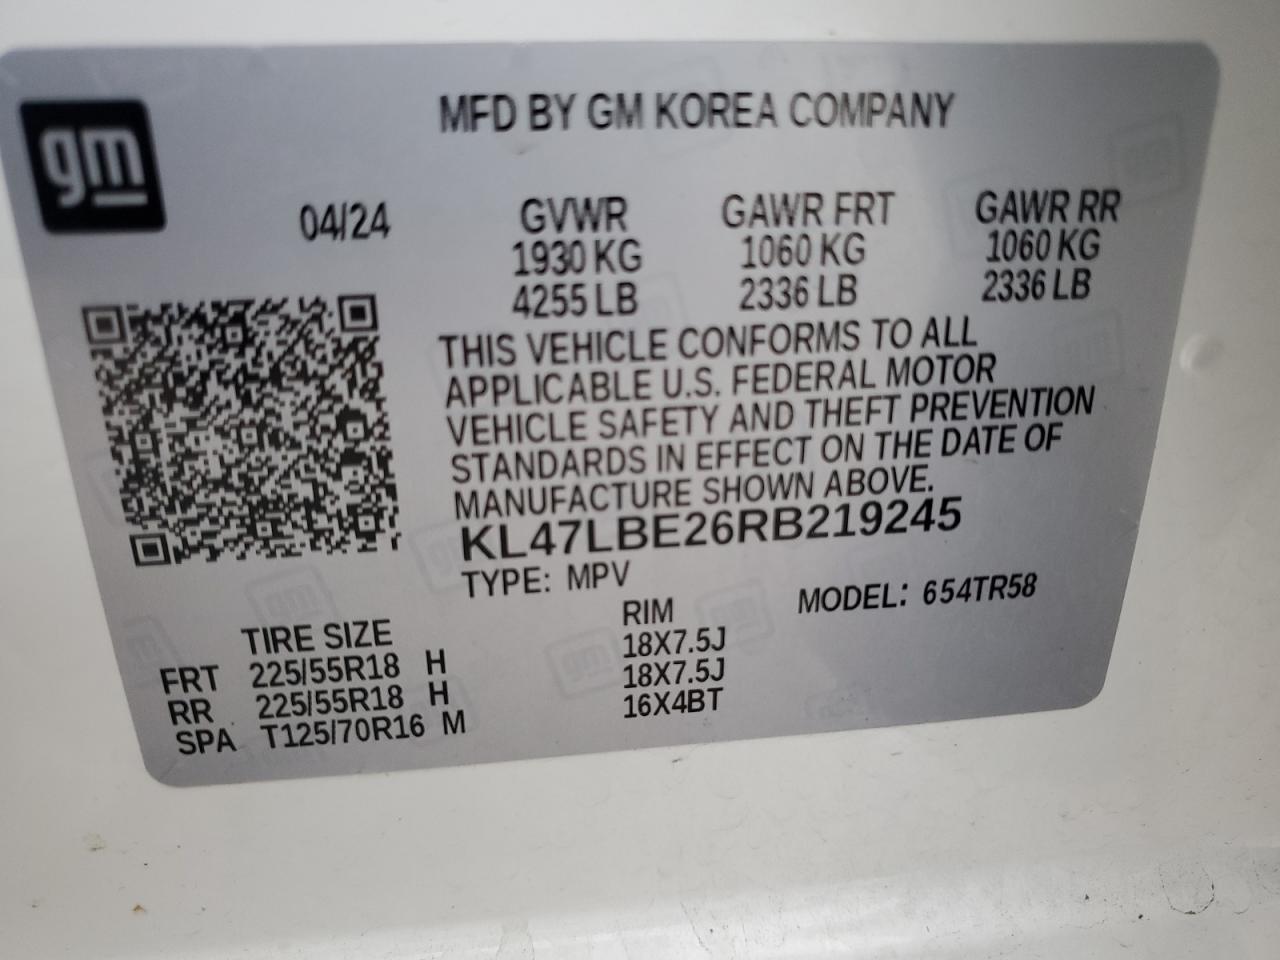 gm
MFD BY GM KOREA COMPANY
04/24 GVWR GAWR FRT GAWR RR
1930 KG 1060 KG 1060 KG
4255 LB 2336 LB 2336 LB
THIS VEHICLE CONFORMS TO ALL
APPLICABLE U.S. FEDERAL MOTOR
VEHICLE SAFETY AND THEFT PREVENTION
STANDARDS IN EFFECT ON THE DATE OF
MANUFACTURE SHOWN ABOVE.
KL47LBE26RB219245
TYPE: MPV MODEL: 654TR58
TIRE SIZE RIM
FRT 225/55R18 H 18X7.5J
RR 225/55R18 H 18X7.5J
SPA T125/70R16 M 16X4BT